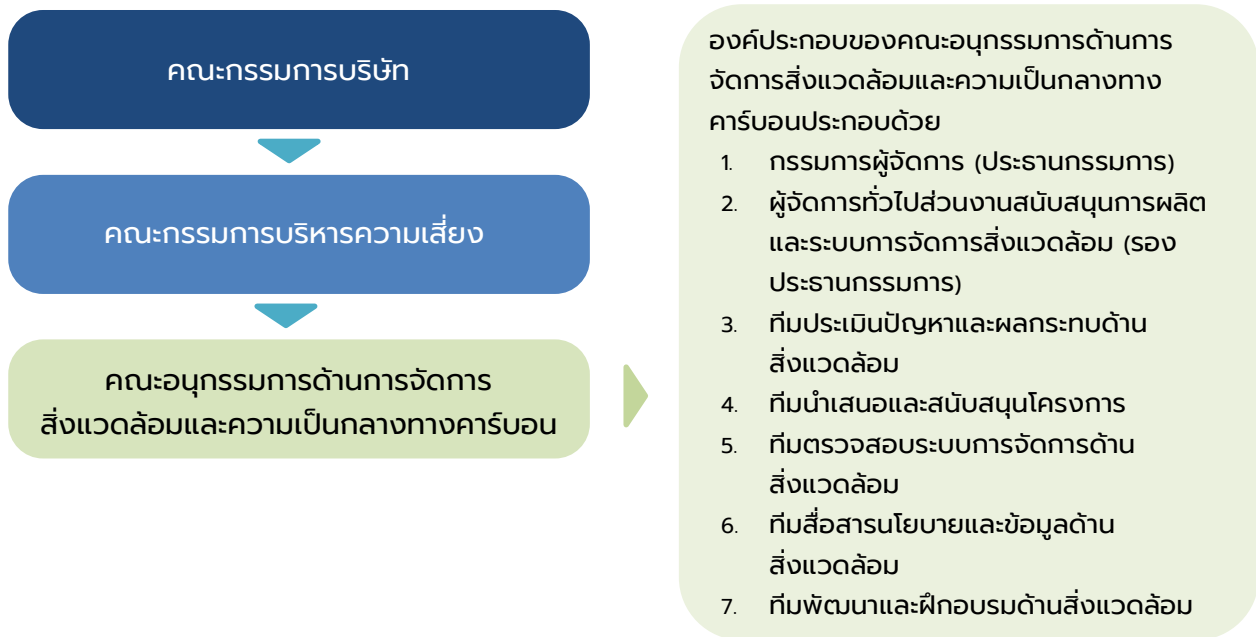 คณะกรรมการบริษัท
คณะกรรมการบริหารความเสี่ยง
คณะอนุกรรมการด้านการจัดการ
สิ่งแวดล้อมและความเป็นกลางทางคาร์บอน
องค์ประกอบของคณะอนุกรรมการด้านการ
จัดการสิ่งแวดล้อมและความเป็นกลางทาง
คาร์บอนประกอบด้วย
1. กรรมการผู้จัดการ (ประธานกรรมการ)
2. ผู้จัดการทั่วไปส่วนงานสนับสนุนการผลิต
และระบบการจัดการสิ่งแวดล้อม (รอง
ประธานกรรมการ)
3. ทีมประเมินปัญหาและผลกระทบด้าน
สิ่งแวดล้อม
4. ทีมนำเสนอและสนับสนุนโครงการ
5. ทีมตรวจสอบระบบการจัดการด้าน
สิ่งแวดล้อม
6. ทีมสื่อสารนโยบายและข้อมูลด้าน
สิ่งแวดล้อม
7. ทีมพัฒนาและฝึกอบรมด้านสิ่งแวดล้อม